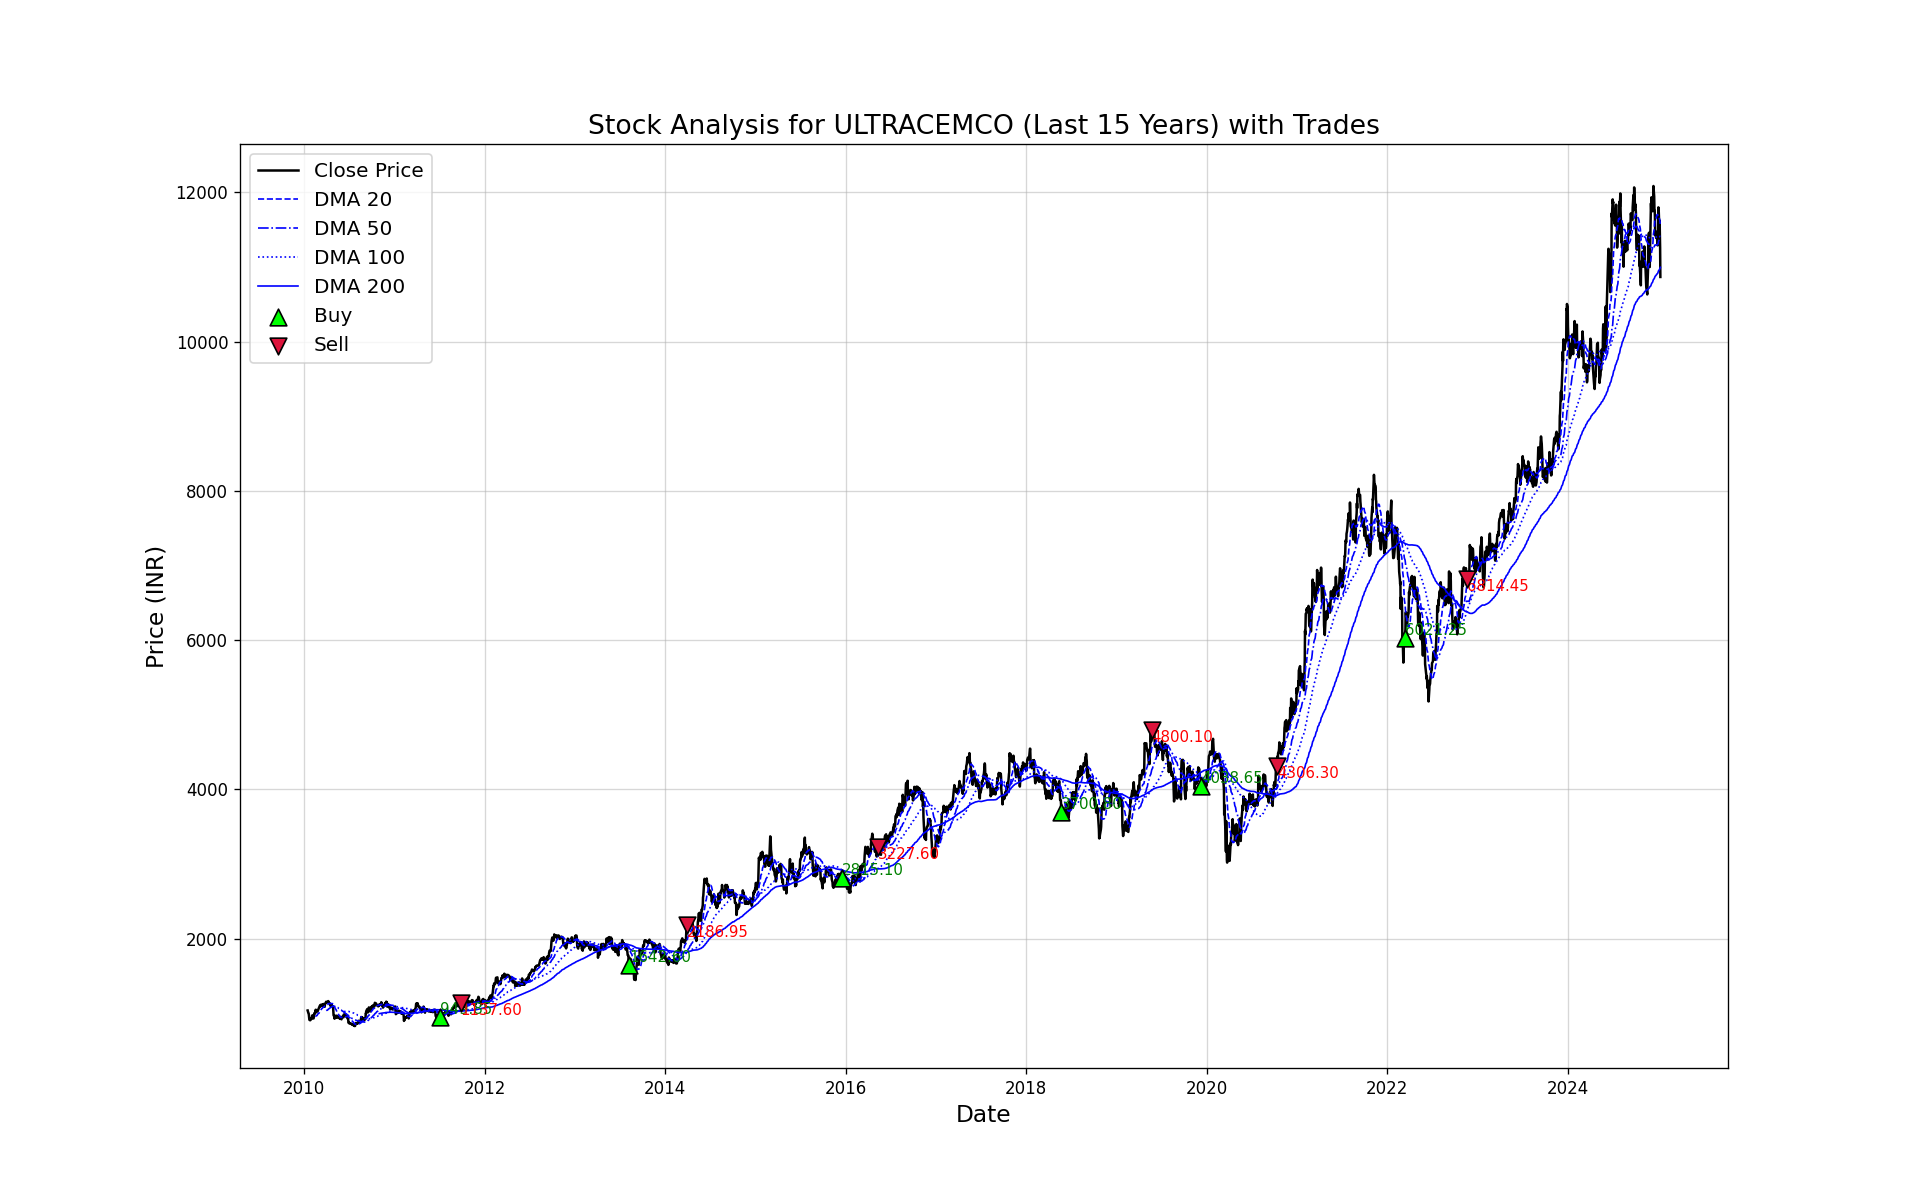 Stock Analysis for ULTRACEMCO (Last 15 Years) with Trades
Close Price
DMA 20
DMA 50
DMA 100
DMA 200
Buy
Sell
Price (INR)
12000
10000
8000
6000
4000
2000
6814.45
4800.10
4306.30
3227.60
2186.95
1137.60
2010
2012
2014
2016
2018
2020
2022
2024
Date